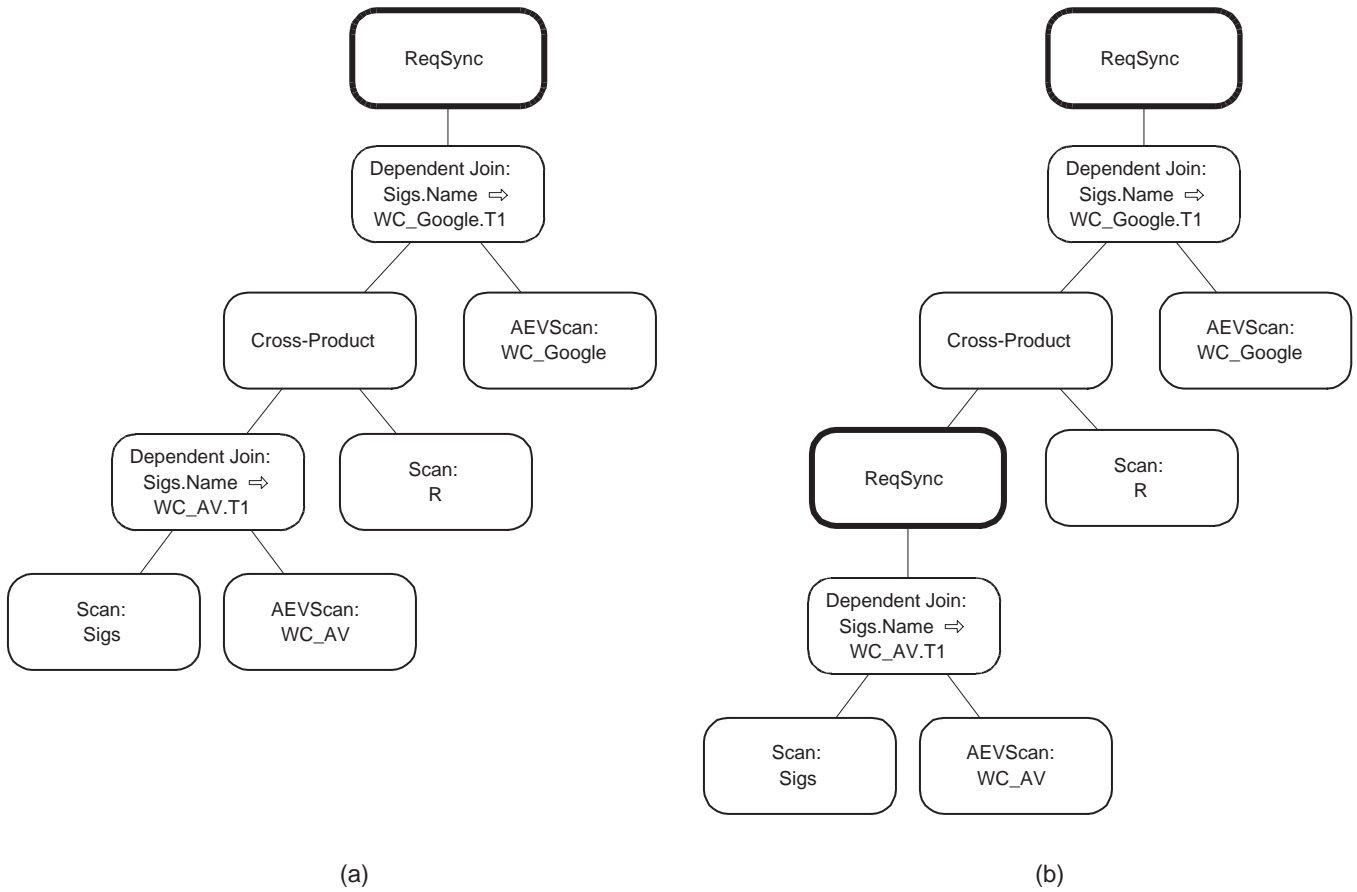 ReqSync
Dependent Join:
Sigs.Name ⇨
WC_Google.T1
Cross-Product
AEVScan:
WC_Google
Dependent Join:
Sigs.Name ⇨
WC_AV.T1
Scan:
R
Scan:
Sigs
AEVScan:
WC_AV
(a)
ReqSync
Dependent Join:
Sigs.Name ⇨
WC_Google.T1
Cross-Product
AEVScan:
WC_Google
ReqSync
Scan:
R
Dependent Join:
Sigs.Name ⇨
WC_AV.T1
Scan:
Sigs
AEVScan:
WC_AV
(b)